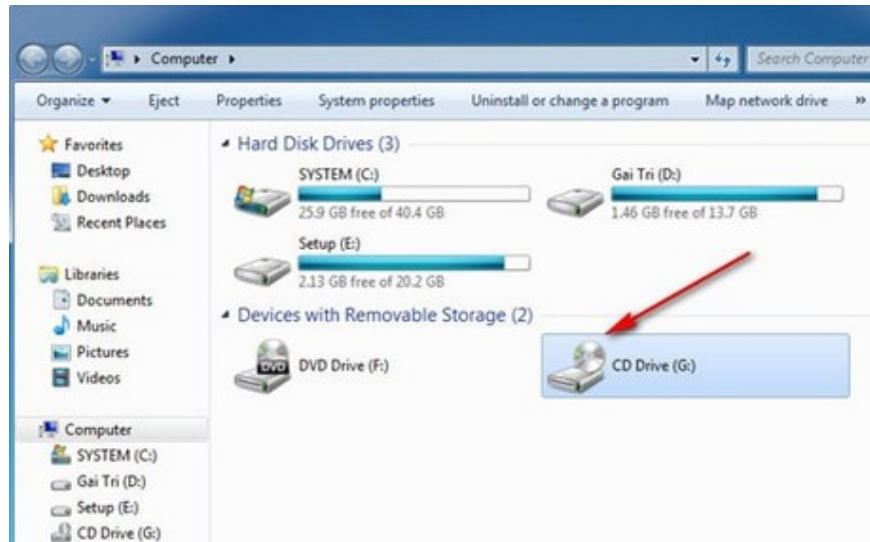 Computer
Search Computer
Organize Eject Properties System properties Uninstall or change a program Map network drive »
Favorites
Desktop
Downloads
Recent Places
Libraries
Documents
Music
Pictures
Videos
Computer
SYSTEM (C:)
Gai Tri (D:)
Setup (E:)
CD Drive (G:)
Hard Disk Drives (3)
SYSTEM (C:)
25.9 GB free of 40.4 GB
Gai Tri (D:)
1.46 GB free of 13.7 GB
Setup (E:)
2.13 GB free of 20.2 GB
Devices with Removable Storage (2)
DVD Drive (F:)
DVD
CD Drive (G:)